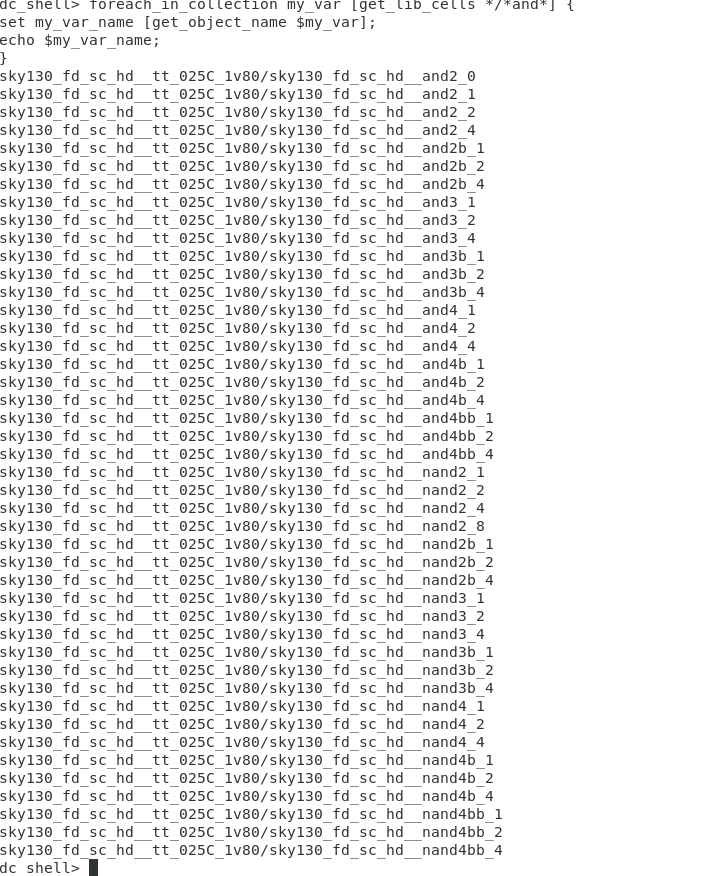 dc_shell> foreach_in_collection my_var [get_lib_cells */*and*] {
set my_var_name [get_object_name $my_var];
echo $my_var_name;
}
sky130_fd_sc_hd__tt_025C_1v80/sky130_fd_sc_hd__and2_0
sky130_fd_sc_hd__tt_025C_1v80/sky130_fd_sc_hd__and2_1
sky130_fd_sc_hd__tt_025C_1v80/sky130_fd_sc_hd__and2_2
sky130_fd_sc_hd__tt_025C_1v80/sky130_fd_sc_hd__and2_4
sky130_fd_sc_hd__tt_025C_1v80/sky130_fd_sc_hd__and2b_1
sky130_fd_sc_hd__tt_025C_1v80/sky130_fd_sc_hd__and2b_2
sky130_fd_sc_hd__tt_025C_1v80/sky130_fd_sc_hd__and2b_4
sky130_fd_sc_hd__tt_025C_1v80/sky130_fd_sc_hd__and3_1
sky130_fd_sc_hd__tt_025C_1v80/sky130_fd_sc_hd__and3_2
sky130_fd_sc_hd__tt_025C_1v80/sky130_fd_sc_hd__and3_4
sky130_fd_sc_hd__tt_025C_1v80/sky130_fd_sc_hd__and3b_1
sky130_fd_sc_hd__tt_025C_1v80/sky130_fd_sc_hd__and3b_2
sky130_fd_sc_hd__tt_025C_1v80/sky130_fd_sc_hd__and3b_4
sky130_fd_sc_hd__tt_025C_1v80/sky130_fd_sc_hd__and4_1
sky130_fd_sc_hd__tt_025C_1v80/sky130_fd_sc_hd__and4_2
sky130_fd_sc_hd__tt_025C_1v80/sky130_fd_sc_hd__and4_4
sky130_fd_sc_hd__tt_025C_1v80/sky130_fd_sc_hd__and4b_1
sky130_fd_sc_hd__tt_025C_1v80/sky130_fd_sc_hd__and4b_2
sky130_fd_sc_hd__tt_025C_1v80/sky130_fd_sc_hd__and4b_4
sky130_fd_sc_hd__tt_025C_1v80/sky130_fd_sc_hd__and4bb_1
sky130_fd_sc_hd__tt_025C_1v80/sky130_fd_sc_hd__and4bb_2
sky130_fd_sc_hd__tt_025C_1v80/sky130_fd_sc_hd__and4bb_4
sky130_fd_sc_hd__tt_025C_1v80/sky130_fd_sc_hd__nand2_1
sky130_fd_sc_hd__tt_025C_1v80/sky130_fd_sc_hd__nand2_2
sky130_fd_sc_hd__tt_025C_1v80/sky130_fd_sc_hd__nand2_4
sky130_fd_sc_hd__tt_025C_1v80/sky130_fd_sc_hd__nand2_8
sky130_fd_sc_hd__tt_025C_1v80/sky130_fd_sc_hd__nand2b_1
sky130_fd_sc_hd__tt_025C_1v80/sky130_fd_sc_hd__nand2b_2
sky130_fd_sc_hd__tt_025C_1v80/sky130_fd_sc_hd__nand2b_4
sky130_fd_sc_hd__tt_025C_1v80/sky130_fd_sc_hd__nand3_1
sky130_fd_sc_hd__tt_025C_1v80/sky130_fd_sc_hd__nand3_2
sky130_fd_sc_hd__tt_025C_1v80/sky130_fd_sc_hd__nand3_4
sky130_fd_sc_hd__tt_025C_1v80/sky130_fd_sc_hd__nand3b_1
sky130_fd_sc_hd__tt_025C_1v80/sky130_fd_sc_hd__nand3b_2
sky130_fd_sc_hd__tt_025C_1v80/sky130_fd_sc_hd__nand3b_4
sky130_fd_sc_hd__tt_025C_1v80/sky130_fd_sc_hd__nand4_1
sky130_fd_sc_hd__tt_025C_1v80/sky130_fd_sc_hd__nand4_2
sky130_fd_sc_hd__tt_025C_1v80/sky130_fd_sc_hd__nand4_4
sky130_fd_sc_hd__tt_025C_1v80/sky130_fd_sc_hd__nand4b_1
sky130_fd_sc_hd__tt_025C_1v80/sky130_fd_sc_hd__nand4b_2
sky130_fd_sc_hd__tt_025C_1v80/sky130_fd_sc_hd__nand4b_4
sky130_fd_sc_hd__tt_025C_1v80/sky130_fd_sc_hd__nand4bb_1
sky130_fd_sc_hd__tt_025C_1v80/sky130_fd_sc_hd__nand4bb_2
sky130_fd_sc_hd__tt_025C_1v80/sky130_fd_sc_hd__nand4bb_4
dc_shell>